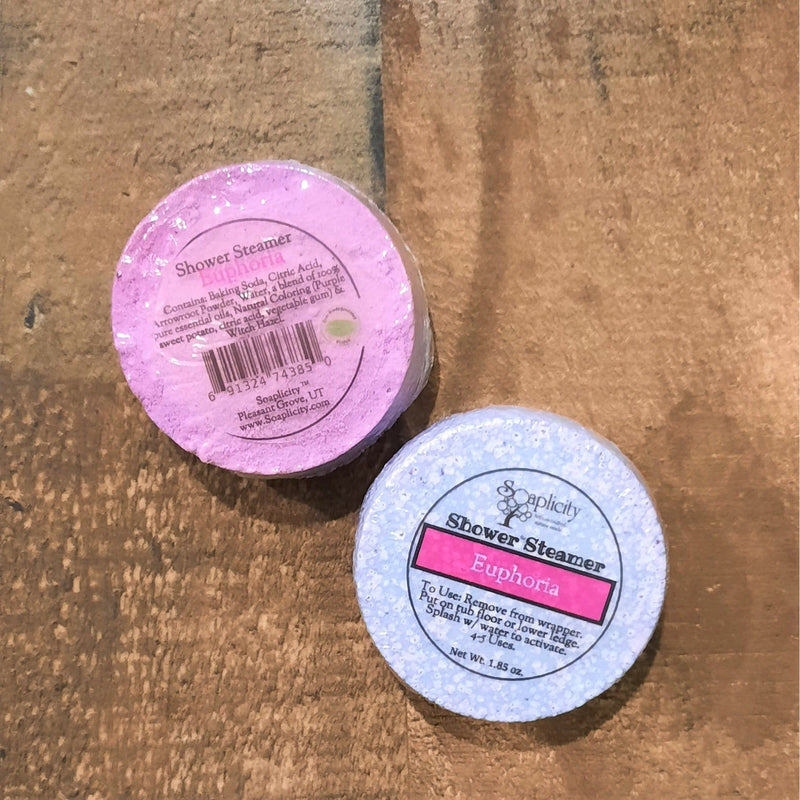 Shower Steamer
Euphoria
Contains: Baking Soda, Citric Acid,
Arrowroot Powder, Water, a blend of 100%
pure essential oils, Natural Coloring (Purple
sweet potato, citric acid, vegetable gum) &
Witch Hazel
6 91324 74385 0
Soaplicity™
Pleasant Grove, UT
www.Soaplicity.com
Soaplicity
Shower Steamer
Euphoria
To Use: Remove from wrapper.
Put on tub floor or lower ledge.
Splash w/ water to activate.
4-5 Uses.
Net Wt. 1.85 oz.